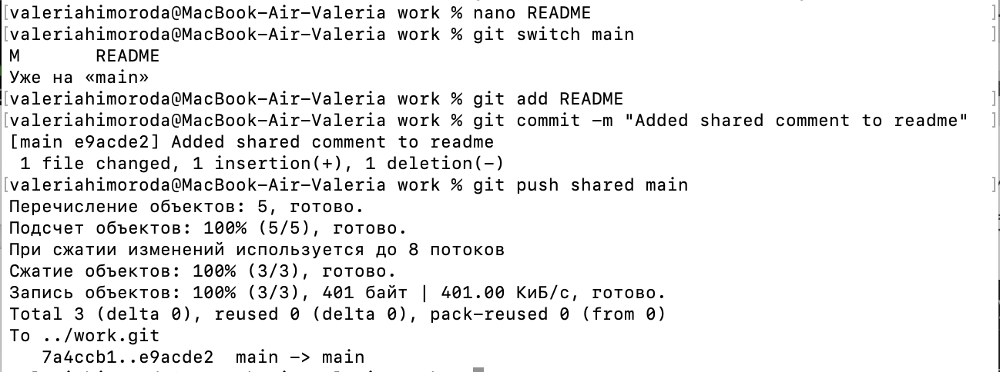 [valeriahimoroda@MacBook-Air-Valeria work % nano README ]
[valeriahimoroda@MacBook-Air-Valeria work % git switch main ]
M       README
Уже на «main»
[valeriahimoroda@MacBook-Air-Valeria work % git add README ]
[valeriahimoroda@MacBook-Air-Valeria work % git commit -m "Added shared comment to readme" ]
[main e9acde2] Added shared comment to readme
 1 file changed, 1 insertion(+), 1 deletion(-)
[valeriahimoroda@MacBook-Air-Valeria work % git push shared main ]
Перечисление объектов: 5, готово.
Подсчет объектов: 100% (5/5), готово.
При сжатии изменений используется до 8 потоков
Сжатие объектов: 100% (3/3), готово.
Запись объектов: 100% (3/3), 401 байт | 401.00 КиБ/с, готово.
Total 3 (delta 0), reused 0 (delta 0), pack-reused 0 (from 0)
To ../work.git
   7a4ccb1..e9acde2  main -> main